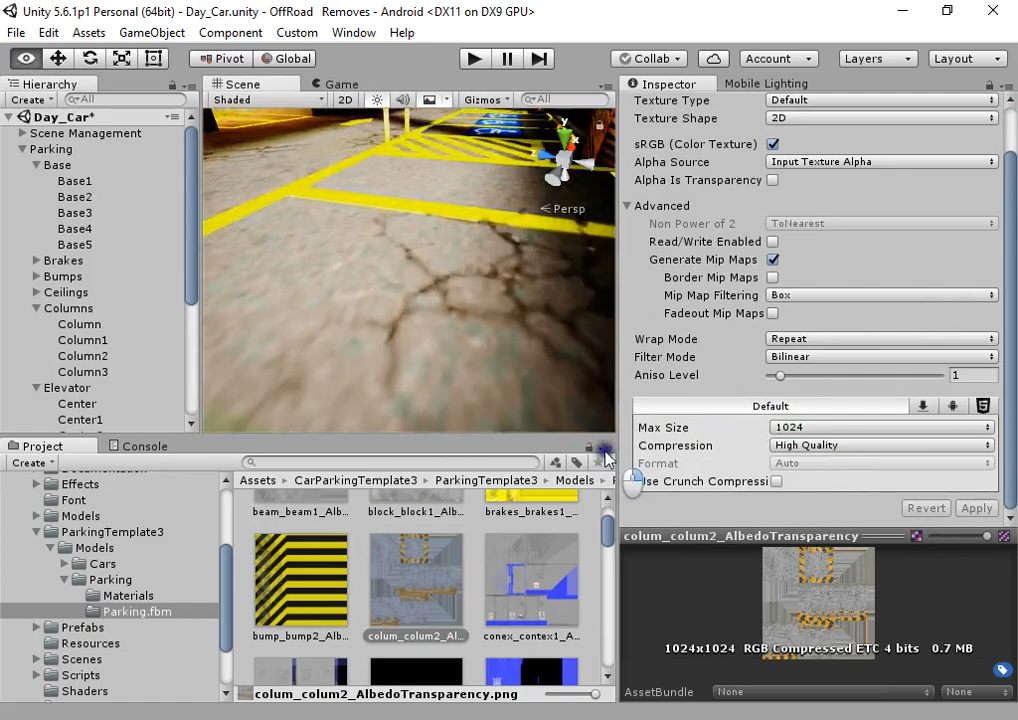 Unity 5.6.1p1 Personal (64bit) - Day_Car.unity - OffRoad   Removes - Android <DX11 on DX9 GPU>
File Edit Assets GameObject Component Custom Window Help
Pivot Global Collab Account Layers Layout
Hierarchy
Create All
Day_Car*
Scene Management
Parking
Base
Base1
Base2
Base3
Base4
Base5
Brakes
Bumps
Ceilings
Columns
Column
Column1
Column2
Column3
Elevator
Center
Center1
Scene Game
Shaded 2D Gizmos All
y
x
z
Persp
Inspector Mobile Lighting
Texture Type Default
Texture Shape 2D
sRGB (Color Texture)
Alpha Source Input Texture Alpha
Alpha Is Transparency
Advanced
Non Power of 2 ToNearest
Read/Write Enabled
Generate Mip Maps
Border Mip Maps
Mip Map Filtering Box
Fadeout Mip Maps
Wrap Mode Repeat
Filter Mode Bilinear
Aniso Level 1
Default
Max Size 1024
Compression High Quality
Format Auto
se Crunch Compressi
Revert Apply
Project Console
Create
Effects
Font
Models
ParkingTemplate3
Models
Cars
Parking
Materials
Parking.fbm
Prefabs
Resources
Scenes
Scripts
Shaders
Assets CarParkingTemplate3 ParkingTemplate3 Models
beam_beam1_Alb... block_block1_Alb... brakes_brakes1_...
bump_bump2_Alb... colum_colum2_Al... conex_contex1_A...
colum_colum2_AlbedoTransparency.png
colum_colum2_AlbedoTransparency
1024x1024 RGB Compressed ETC 4 bits 0.7 MB
AssetBundle None None